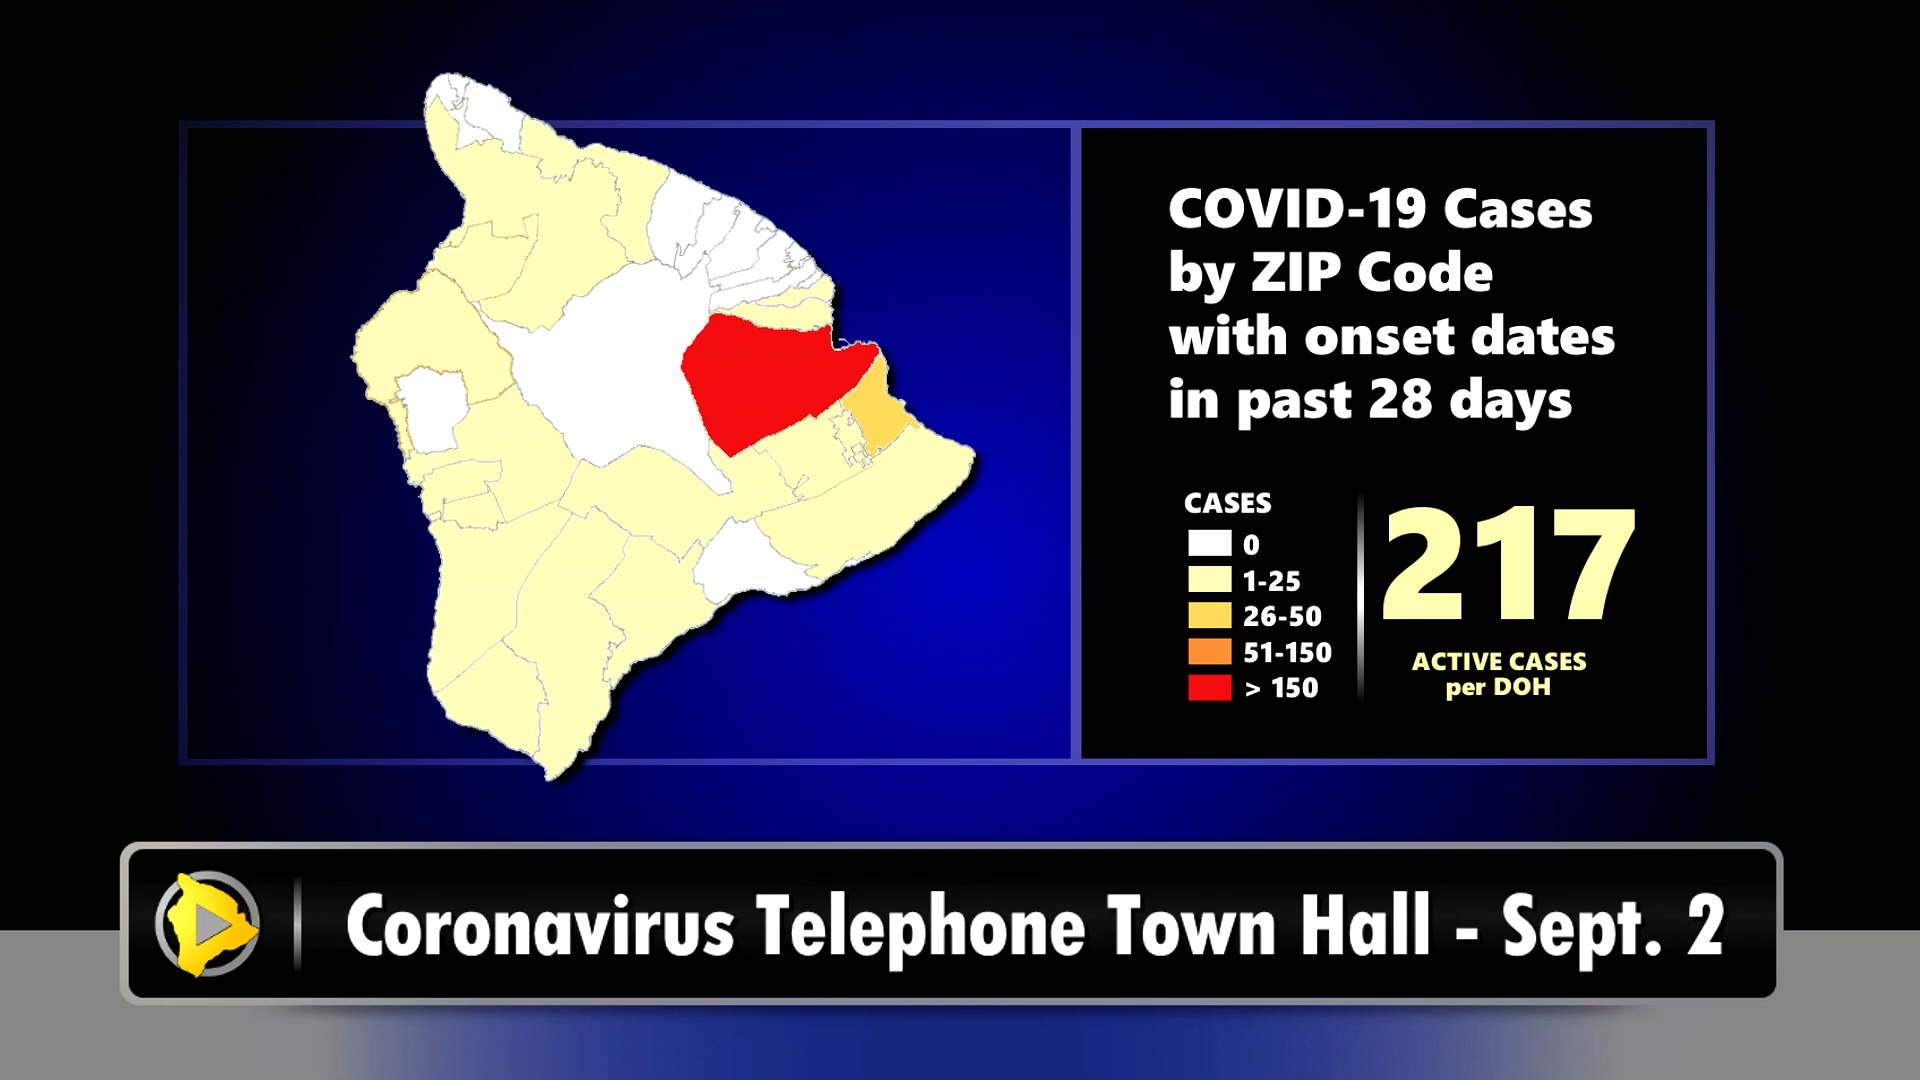 COVID-19 Cases
by ZIP Code
with onset dates
in past 28 days
CASES
0
1-25
26-50
51-150
> 150
217
ACTIVE CASES
per DOH
Coronavirus Telephone Town Hall - Sept. 2